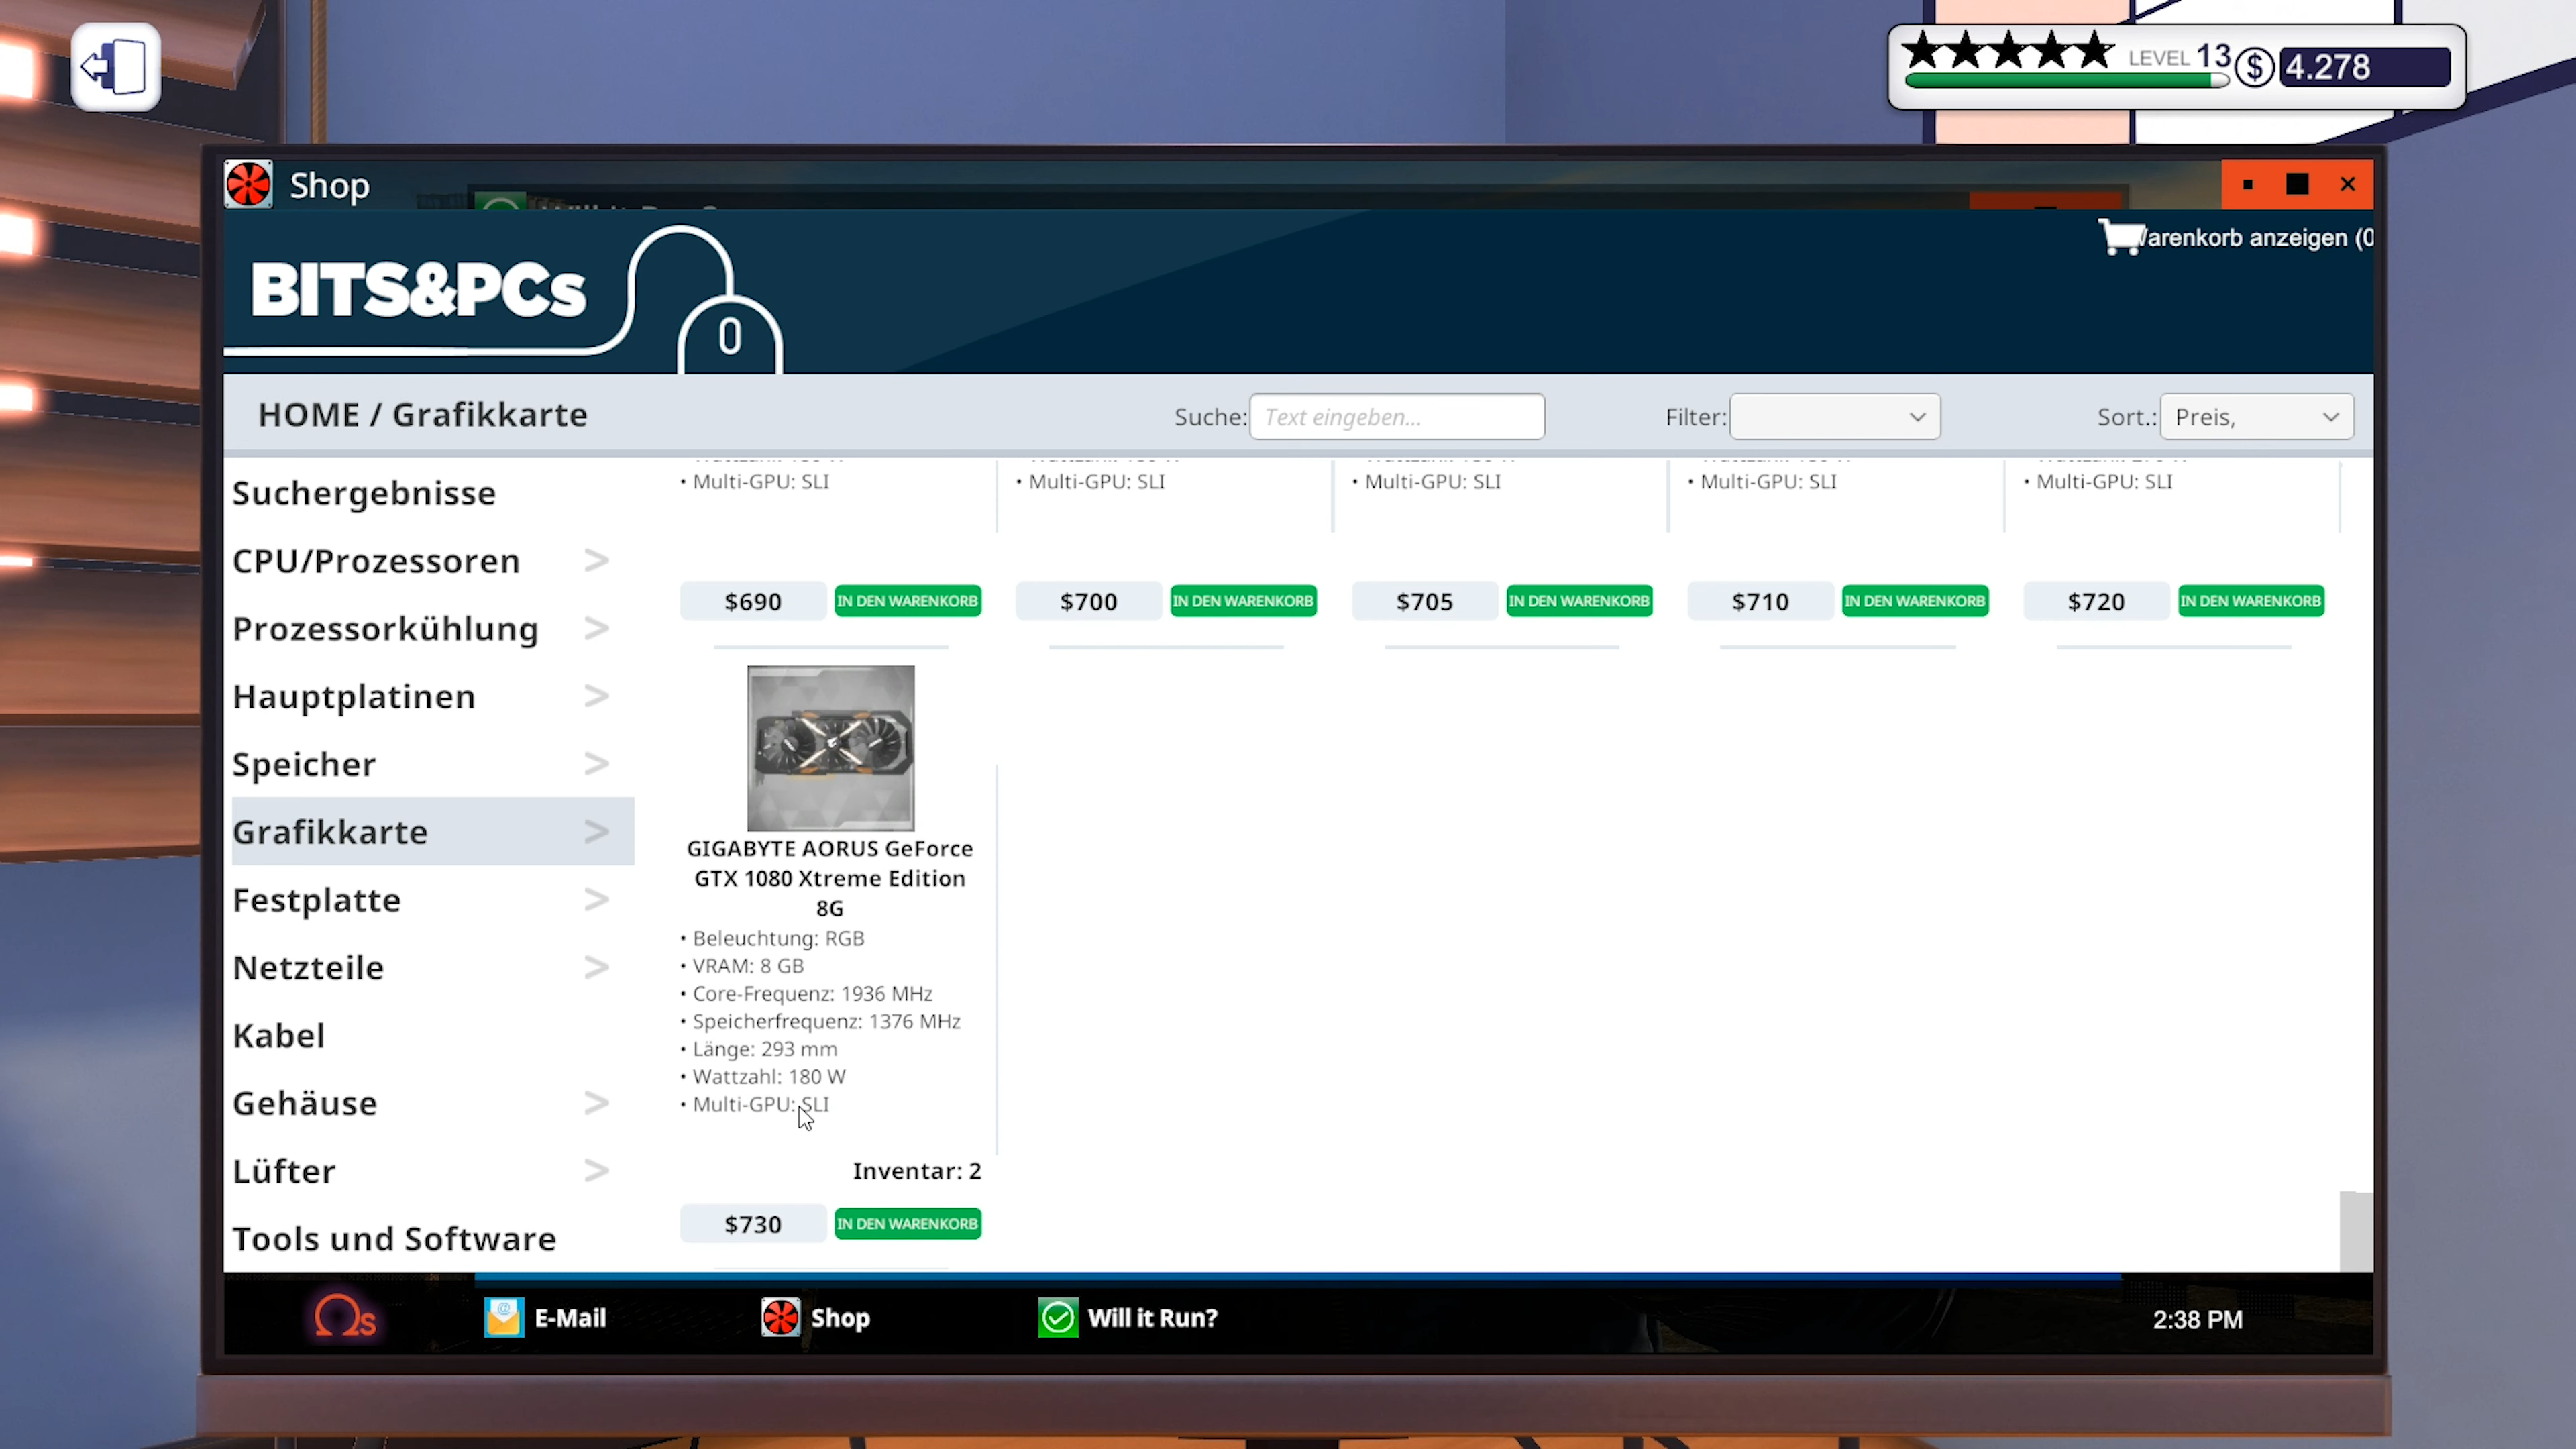 LEVEL 13 $ 4.278
Shop
arenkorb anzeigen (0
BITS&PCs
HOME / Grafikkarte
Suche: Text eingeben...
Filter:
Sort.: Preis,
Suchergebnisse
CPU/Prozessoren >
Prozessorkühlung >
Hauptplatinen >
Speicher >
Grafikkarte >
Festplatte >
Netzteile >
Kabel
Gehäuse >
Lüfter >
Tools und Software
• Multi-GPU: SLI
• Multi-GPU: SLI
• Multi-GPU: SLI
• Multi-GPU: SLI
• Multi-GPU: SLI
$690 IN DEN WARENKORB
$700 IN DEN WARENKORB
$705 IN DEN WARENKORB
$710 IN DEN WARENKORB
$720 IN DEN WARENKORB
GIGABYTE AORUS GeForce
GTX 1080 Xtreme Edition
8G
• Beleuchtung: RGB
• VRAM: 8 GB
• Core-Frequenz: 1936 MHz
• Speicherfrequenz: 1376 MHz
• Länge: 293 mm
• Wattzahl: 180 W
• Multi-GPU: SLI
Inventar: 2
$730 IN DEN WARENKORB
Ωs
E-Mail
Shop
Will it Run?
2:38 PM